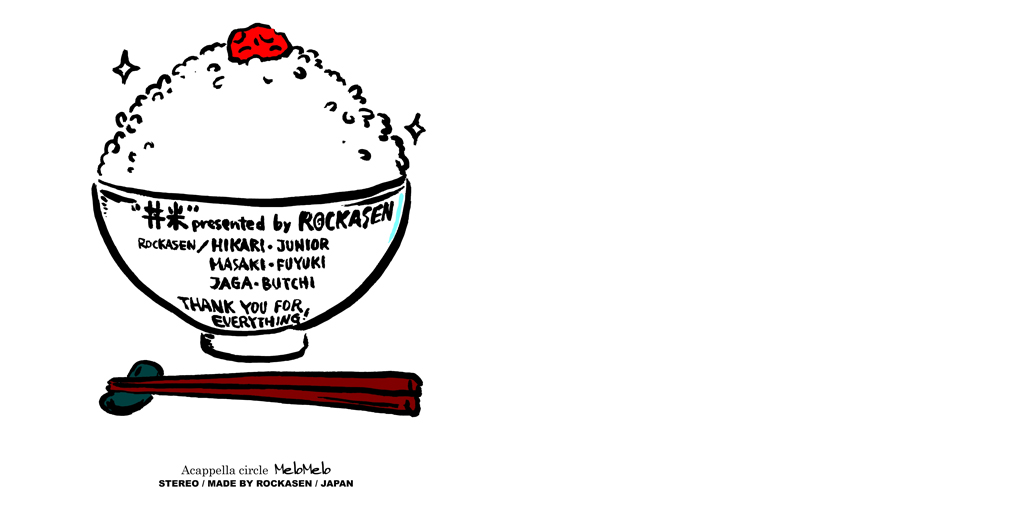 "井米"presented by ROCKASEN
ROCKASEN/HIKARI・JUNIOR
MASAKI・FUYUKI
JAGA・BUTCHI
THANK YOU FOR
EVERYTHING!
Acappella circle MeloMelo
STEREO / MADE BY ROCKASEN / JAPAN